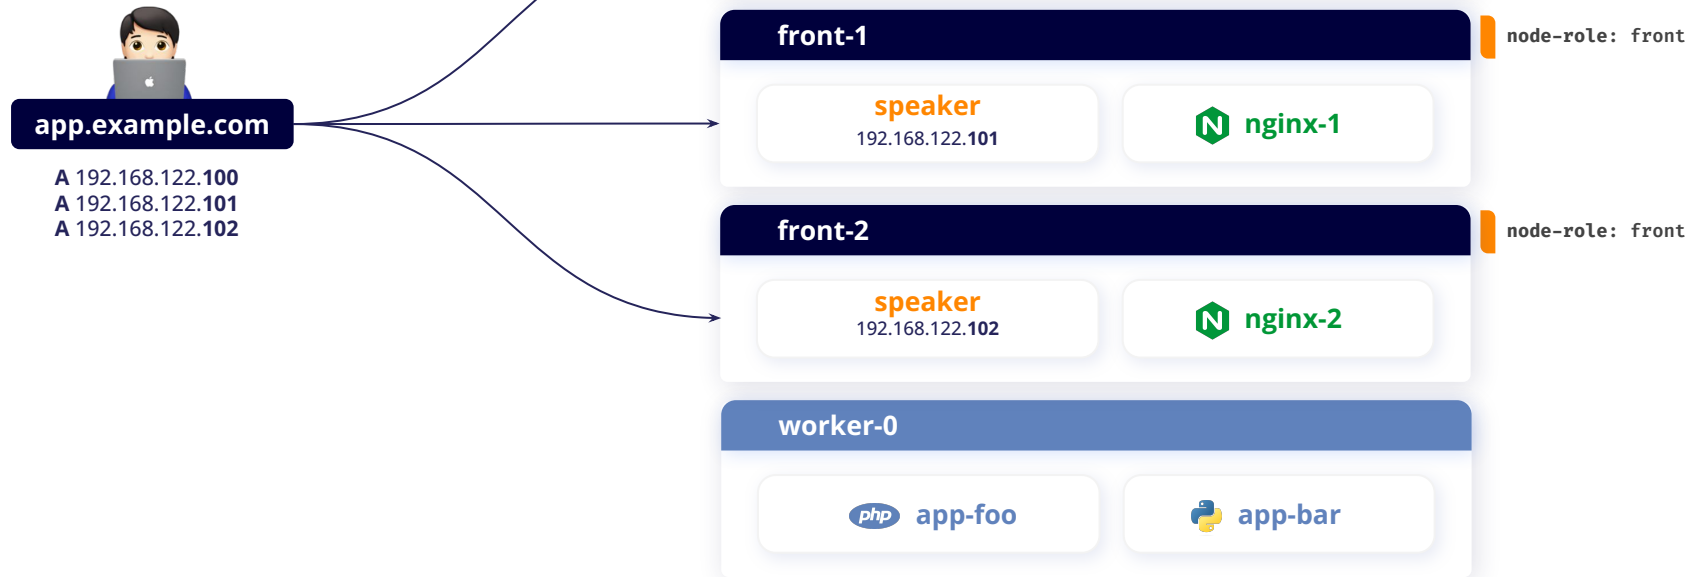 app.example.com
A 192.168.122.100
A 192.168.122.101
A 192.168.122.102
front-1
node-role: front
speaker
192.168.122.101
nginx-1
front-2
node-role: front
speaker
192.168.122.102
nginx-2
worker-0
php app-foo
app-bar